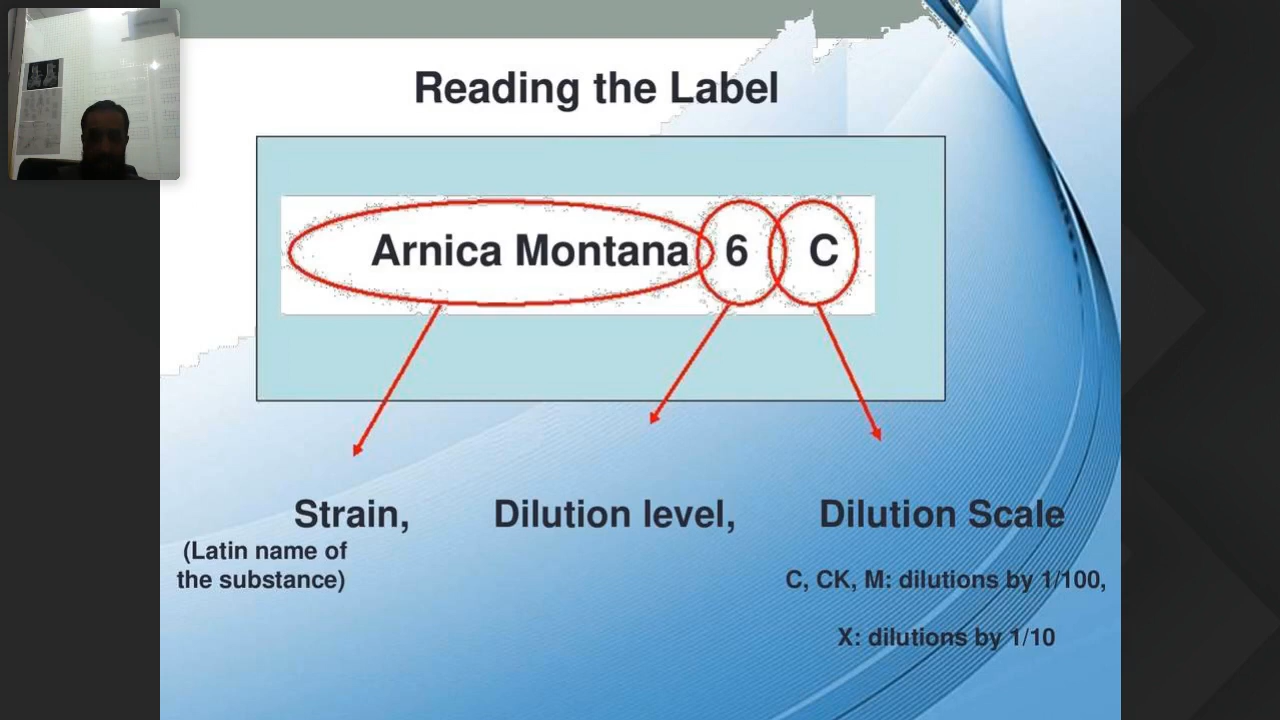 Reading the Label
Arnica Montana 6 C
Strain, Dilution level, Dilution Scale
(Latin name of
the substance)
C, CK, M: dilutions by 1/100,
X: dilutions by 1/10